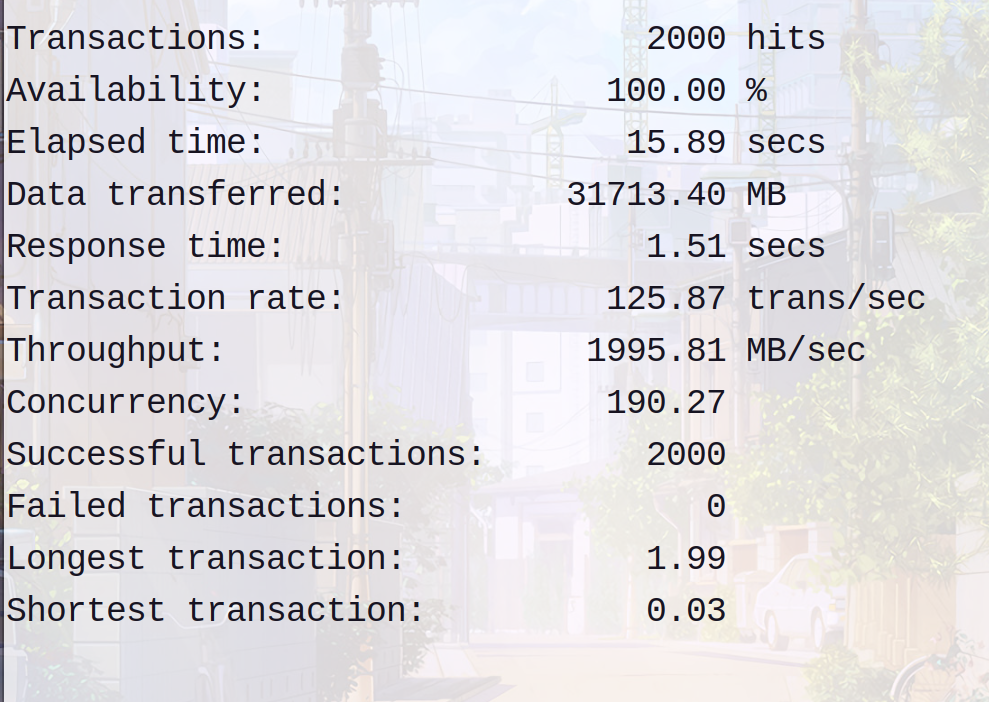 Transactions: 2000 hits
Availability: 100.00 %
Elapsed time: 15.89 secs
Data transferred: 31713.40 MB
Response time: 1.51 secs
Transaction rate: 125.87 trans/sec
Throughput: 1995.81 MB/sec
Concurrency: 190.27
Successful transactions: 2000
Failed transactions: 0
Longest transaction: 1.99
Shortest transaction: 0.03